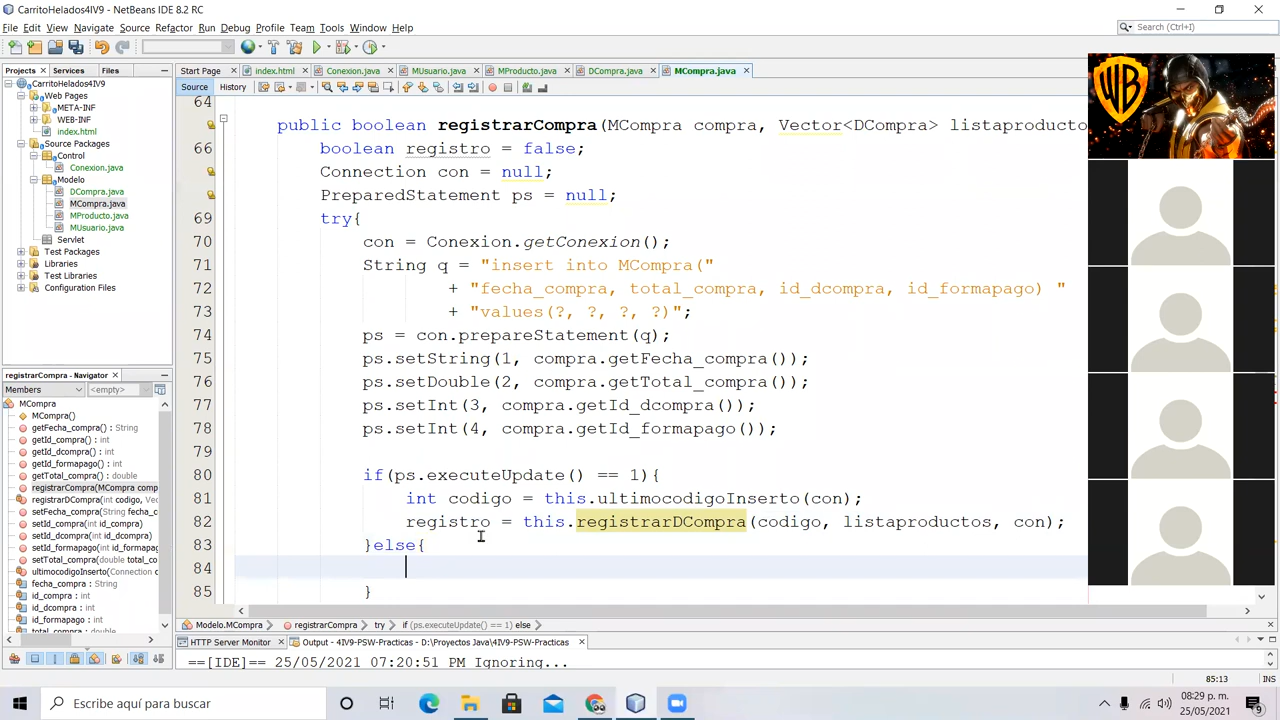 CarritoHelados4IV9 - NetBeans IDE 8.2 RC
File Edit View Navigate Source Refactor Run Debug Profile Team Tools Window Help
Search (Ctrl+I)
Projects Services Files
CarritoHelados4IV9
Web Pages
META-INF
WEB-INF
index.html
Source Packages
Control
Conexion.java
Modelo
DCompra.java
MCompra.java
MProducto.java
MUsuario.java
Servlet
Test Packages
Libraries
Test Libraries
Configuration Files
registrarCompra - Navigator
Members <empty>
MCompra
MCompra()
getFecha_compra() : String
getId_compra() : int
getId_dcompra() : int
getId_formapago() : int
getTotal_compra() : double
registrarCompra(MCompra comp
registrarDCompra(int codigo, Ve
setFecha_compra(String fecha_
setId_compra(int id_compra)
setId_dcompra(int id_dcompra)
setId_formapago(int id_formapa
setTotal_compra(double total_co
ultimocodigoInserto(Connection c
fecha_compra : String
id_compra : int
id_dcompra : int
id_formapago : int
total_compra : double
Start Page index.html Conexion.java MUsuario.java MProducto.java DCompra.java MCompra.java
Source History
64
public boolean registrarCompra(MCompra compra, Vector<DCompra> listaproducto
66 boolean registro = false;
Connection con = null;
PreparedStatement ps = null;
69 try{
70 con = Conexion.getConexion();
71 String q = "insert into MCompra("
72 + "fecha_compra, total_compra, id_dcompra, id_formapago) "
73 + "values(?, ?, ?, ?)";
74 ps = con.prepareStatement(q);
75 ps.setString(1, compra.getFecha_compra());
76 ps.setDouble(2, compra.getTotal_compra());
77 ps.setInt(3, compra.getId_dcompra());
78 ps.setInt(4, compra.getId_formapago());
79
80 if(ps.executeUpdate() == 1){
81 int codigo = this.ultimocodigoInserto(con);
82 registro = this.registrarDCompra(codigo, listaproductos, con);
83 }else{
84
85 }
Modelo.MCompra registrarCompra try if (ps.executeUpdate() == 1) else
HTTP Server Monitor Output - 4IV9-PSW-Practicas - D:\Proyectos Java\4IV9-PSW-Practicas
==[IDE]== 25/05/2021 07:20:51 PM Ignoring...
85:13 INS
WB
Escribe aquí para buscar
08:29 p. m.
25/05/2021
9